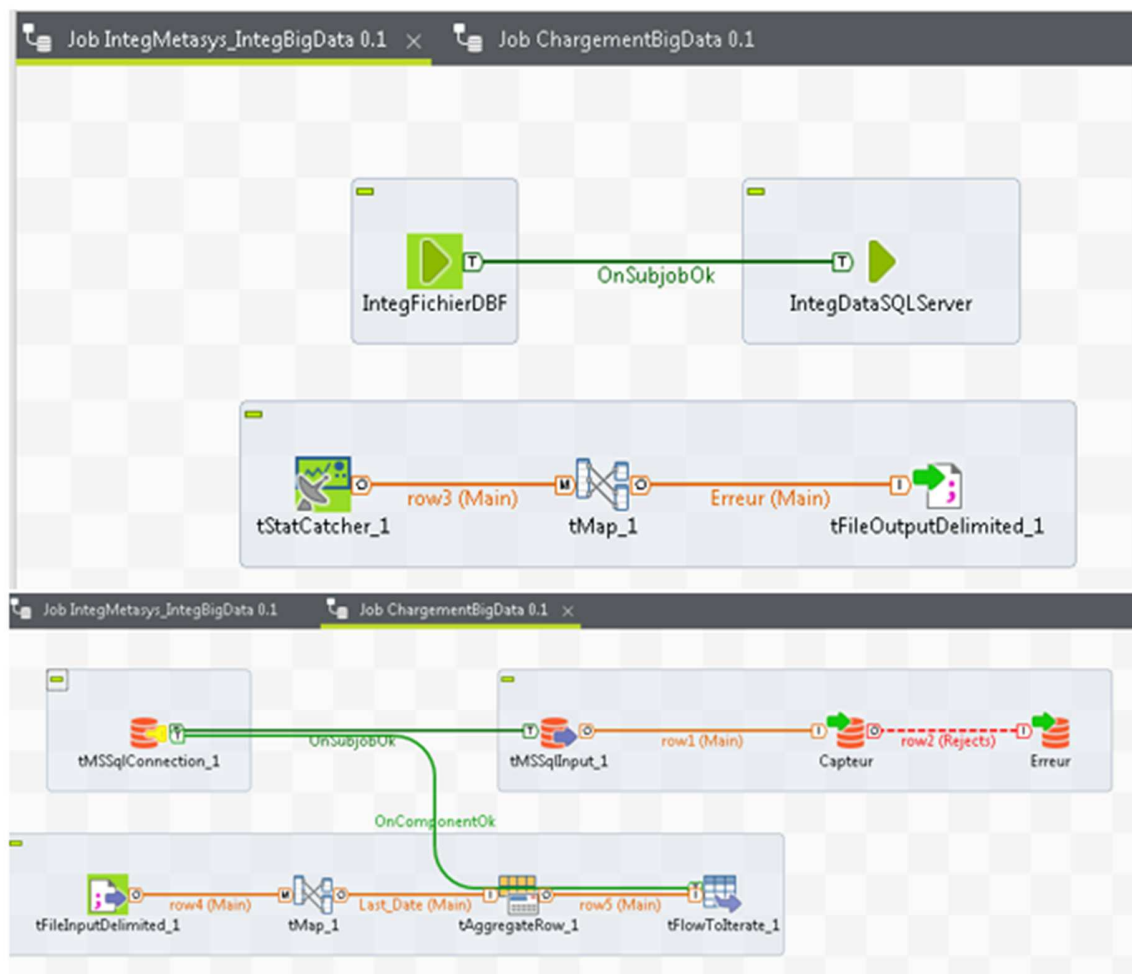 Job IntegMetasys_IntegBigData 0.1
Job ChargementBigData 0.1
T
OnSubjobOk
T
IntegFichierDBF
IntegDataSQLServer
O
row3 (Main)
M
O
Erreur (Main)
I
tStatCatcher_1
tMap_1
tFileOutputDelimited_1
Job IntegMetasys_IntegBigData 0.1
Job ChargementBigData 0.1
T
OnSubjobOk
T
O
row1 (Main)
I
O
row2 (Rejects)
I
tMSSqlConnection_1
tMSSqlInput_1
Capteur
Erreur
OnComponentOk
O
row4 (Main)
M
O
Last_Date (Main)
I
O
row5 (Main)
I
tFileInputDelimited_1
tMap_1
tAggregateRow_1
tFlowToIterate_1